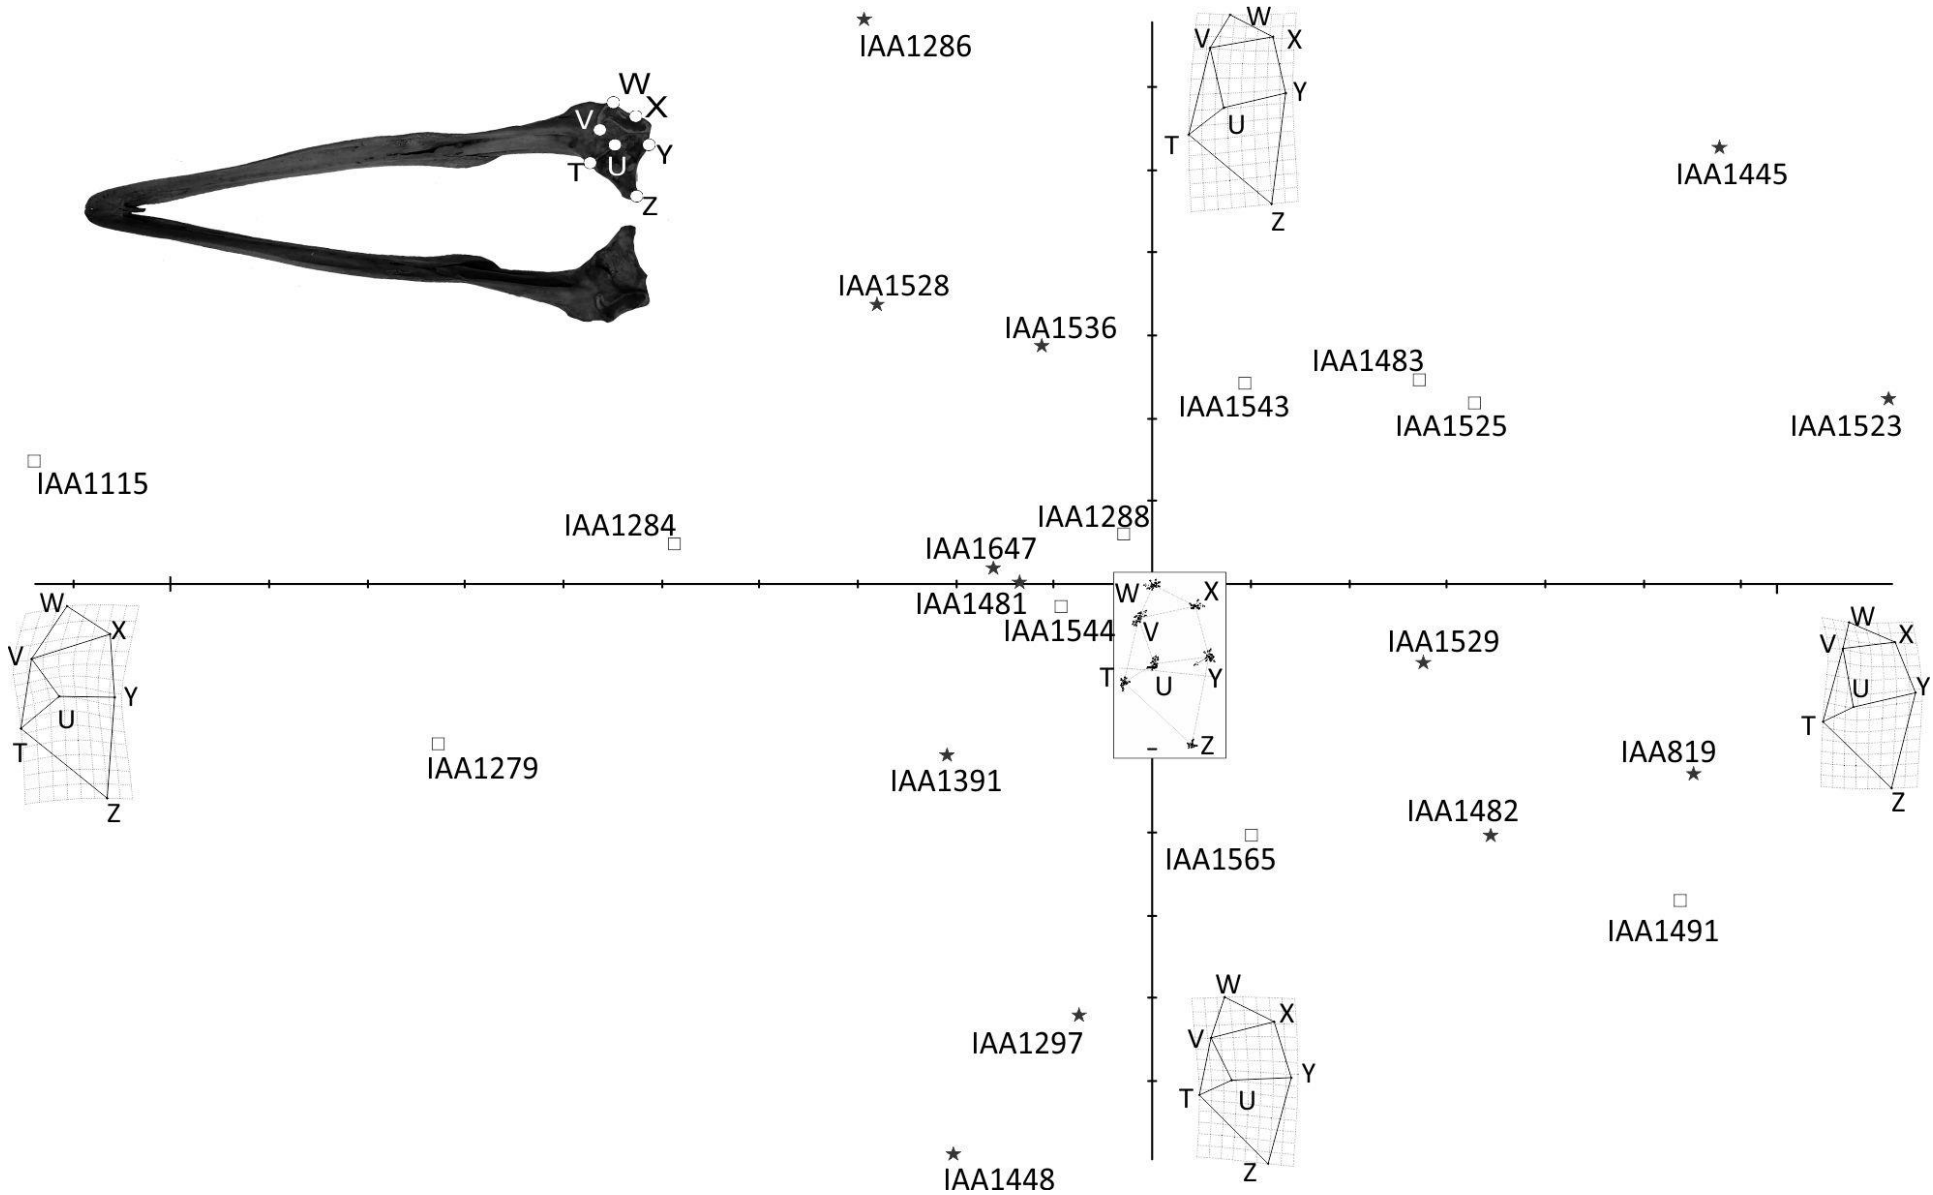 IAA1286
W
X
V
Y
U
T
Z
W
V
X
Y
U
T
Z
IAA1445
IAA1528
IAA1536
IAA1483
IAA1543
IAA1525
IAA1523
IAA1115
IAA1284
IAA1288
IAA1647
IAA1481
IAA1544
W
X
V
T
U
Y
Z
W
X
V
Y
U
T
Z
IAA1529
W
V
X
U
Y
T
Z
IAA1279
IAA1391
IAA819
IAA1482
IAA1565
IAA1491
W
X
V
Y
T
U
Z
IAA1297
IAA1448